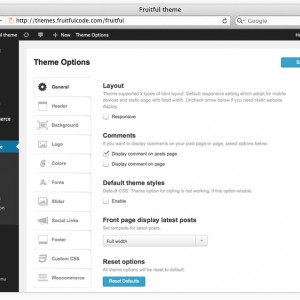 Fruitful theme
http://themes.fruitfulcode.com/fruitful
Google
ful theme
0
+ New
Theme Options
Theme Options
General
Header
Background
Logo
Colors
Fonts
Slider
Social Links
Footer
Custom CSS
Woocommerce
Layout
Theme supported 2 types of html layout. Default responsive setting which adapt for mobile
devices and static page with fixed width. Uncheck arrow below if you need static website
display.
Responsive
Comments
If you want to display comments on your post page or page, select options below.
Display comment on posts page
Display comment on page
Default theme styles
Default CSS. Theme option for styling is not working, if this option enable.
Enable
Front page display latest posts
Set template for latest posts.
Full width
Reset options
All theme options will be reset to default.
Reset Defaults